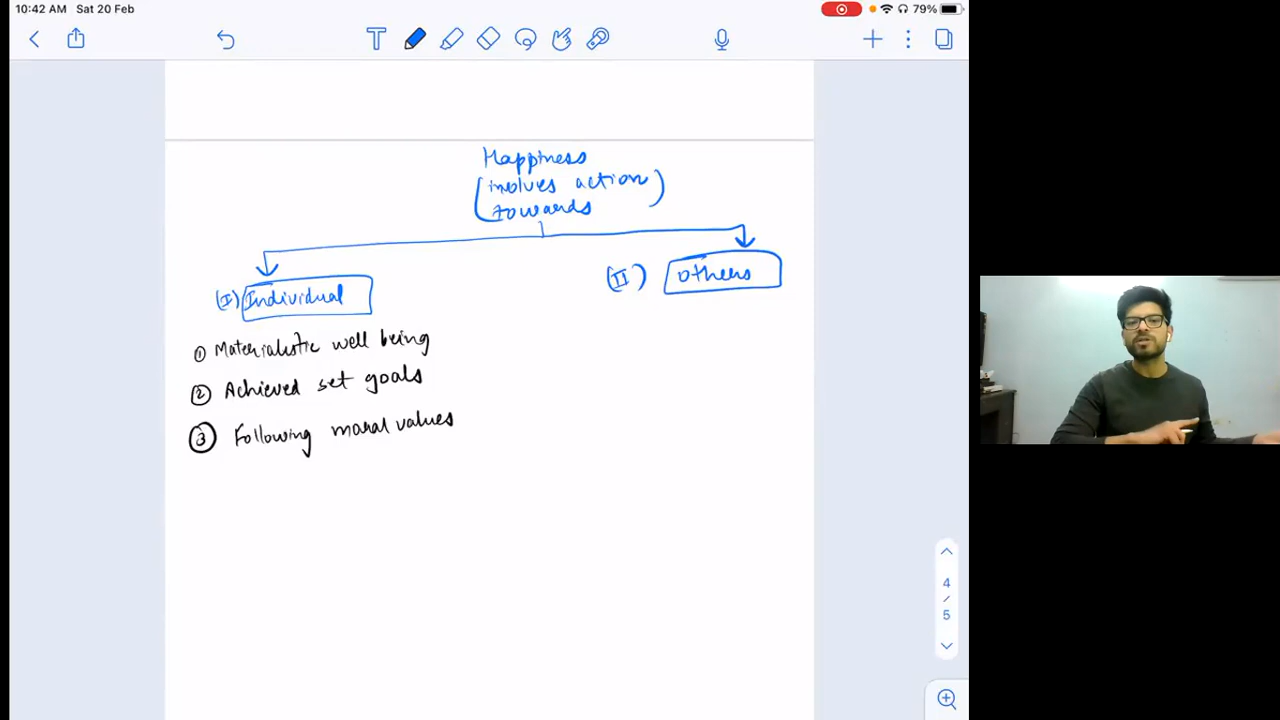 10:42 AM Sat 20 Feb
79%
Happiness
(involves action
towards)
(I) Individual
(II) others
① Materialistic well being
② Achieved set goals
③ Following moral values
4
/
5